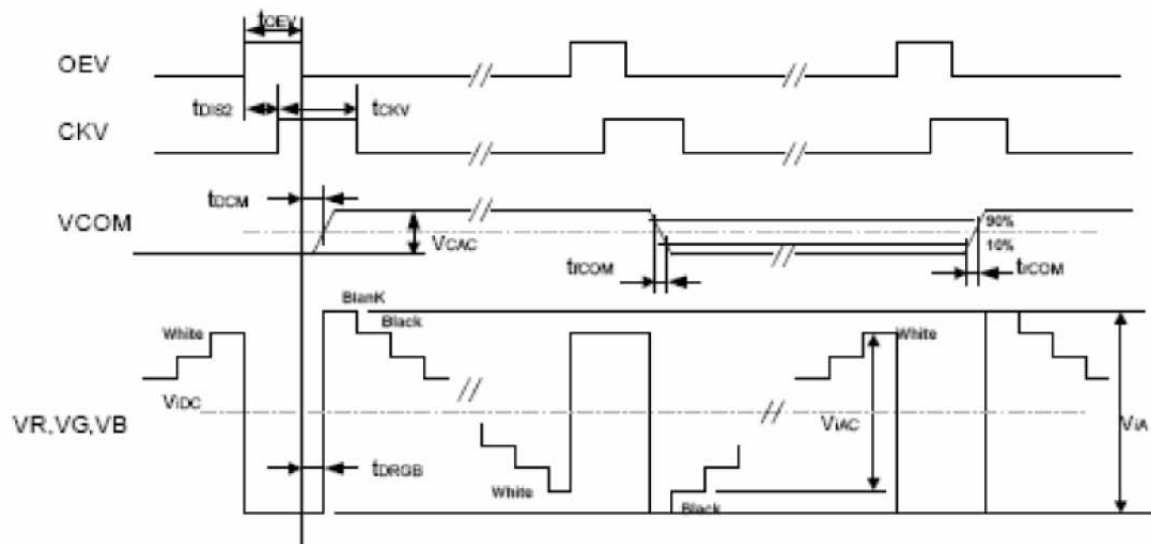 tOEV
OEV
tDIS2
tCKV
CKV
tDCM
VCOM
VCAC
90%
10%
tfCOM
trCOM
BlanK
White
Black
White
ViDC
VR,VG,VB
ViAC
ViA
tDRGB
White
Black